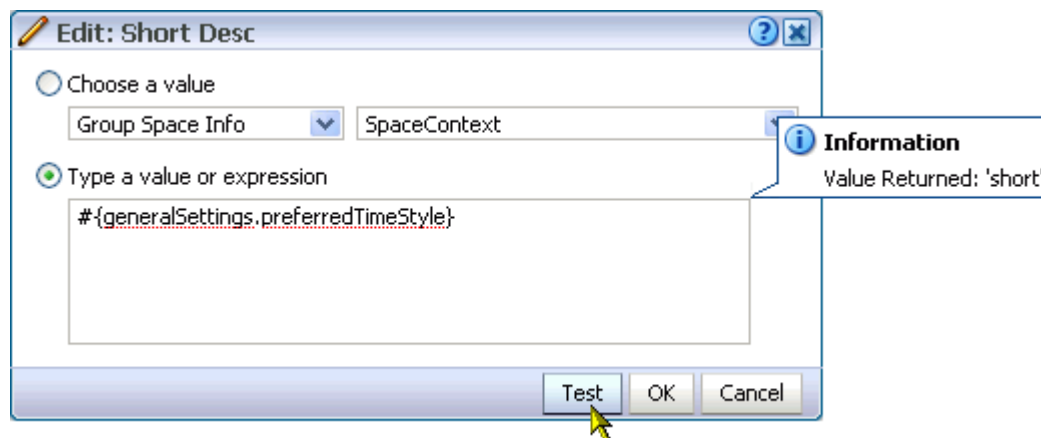 Edit: Short Desc
Choose a value
Group Space Info SpaceContext
Information
Type a value or expression
Value Returned: 'short'
#{generalSettings.preferredTimeStyle}
Test OK Cancel